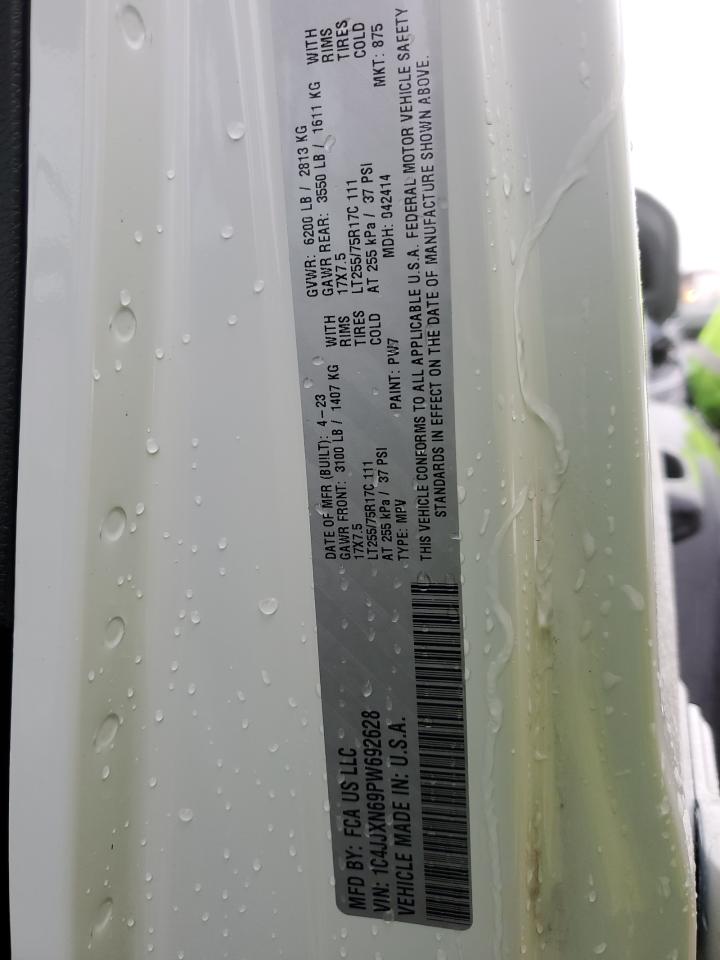 MFD BY: FCA US LLC
VIN: 1C4JJXN69PW692628
VEHICLE MADE IN: U.S.A.
DATE OF MFR (BUILT): 4-23
GAWR FRONT: 3100 LB / 1407 KG WITH
17X7.5 RIMS
LT255/75R17C 111 TIRES
AT 255 kPa / 37 PSI COLD
TYPE: MPV PAINT: PW7
GVWR: 6200 LB / 2813 KG
GAWR REAR: 3550 LB / 1611 KG WITH
17X7.5 RIMS
LT255/75R17C 111 TIRES
AT 255 kPa / 37 PSI COLD
MDH: 042414 MKT: 875
THIS VEHICLE CONFORMS TO ALL APPLICABLE U.S.A. FEDERAL MOTOR VEHICLE SAFETY
STANDARDS IN EFFECT ON THE DATE OF MANUFACTURE SHOWN ABOVE.